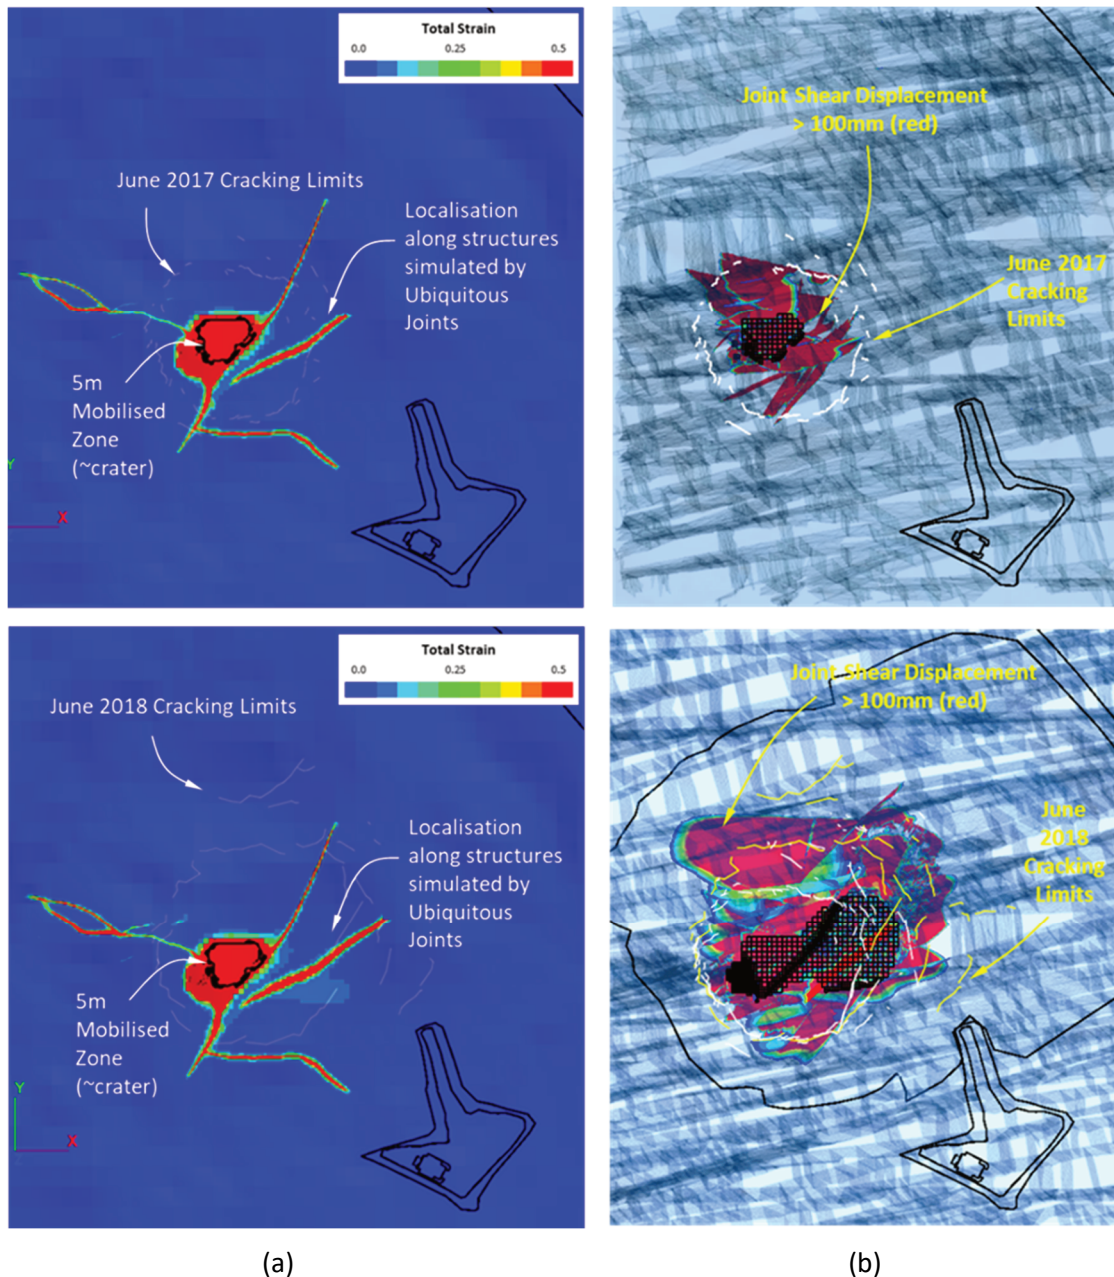 Total Strain
0.0 0.25 0.5
June 2017 Cracking Limits
Localisation
along structures
simulated by
Ubiquitous
Joints
5m
Mobilised
Zone
(~crater)
Y
X
Joint Shear Displacement
> 100mm (red)
June 2017
Cracking
Limits
Total Strain
0.0 0.25 0.5
June 2018 Cracking Limits
Localisation
along structures
simulated by
Ubiquitous
Joints
5m
Mobilised
Zone
(~crater)
Y
X
Joint Shear Displacement
> 100mm (red)
June
2018
Cracking
Limits
(a)
(b)